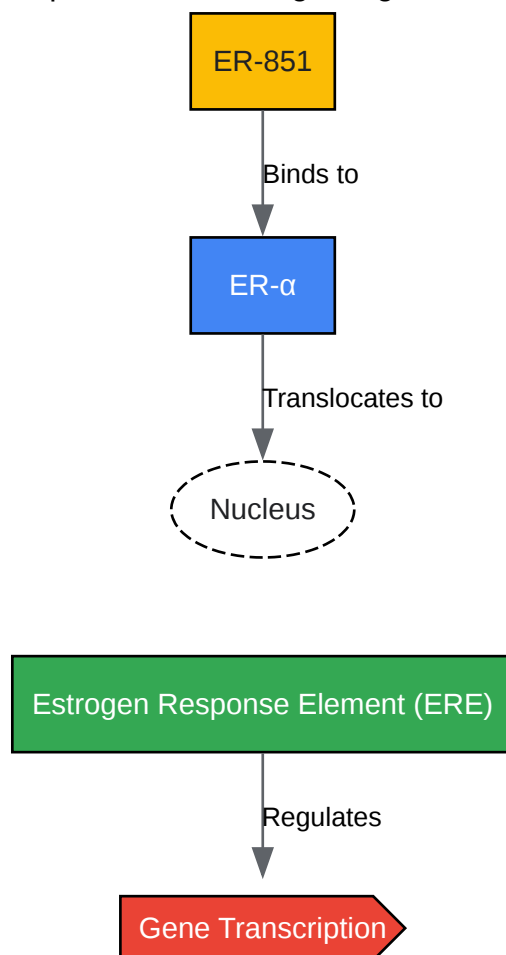 ER-851
Binds to
ER-α
Translocates to
Nucleus
Estrogen Response Element (ERE)
Regulates
Gene Transcription